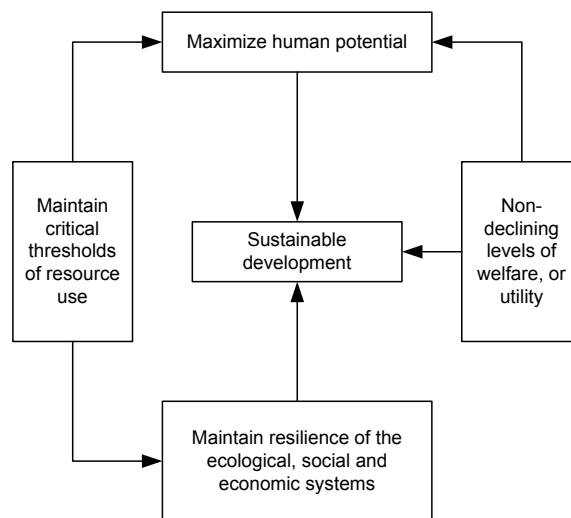 Maximize human potential
Maintain
critical
thresholds
of resource
use
Sustainable
development
Non-
declining
levels of
welfare, or
utility
Maintain resilience of the
ecological, social and
economic systems